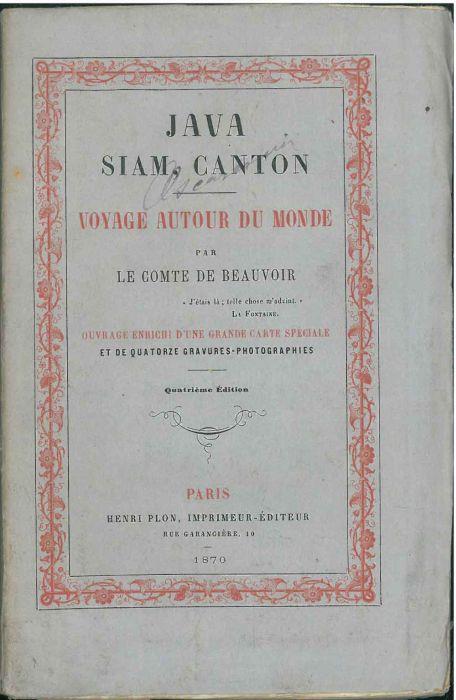 JAVA
SIAM, CANTON
VOYAGE AUTOUR DU MONDE
PAR
LE COMTE DE BEAUVOIR
« J'étais là ; telle chose m'advint. »
LA FONTAINE.
OUVRAGE ENRICHI D'UNE GRANDE CARTE SPÉCIALE
ET DE QUATORZE GRAVURES-PHOTOGRAPHIES
Quatrième Édition
PARIS
HENRI PLON, IMPRIMEUR-ÉDITEUR
RUE GARANCIÈRE, 10
1870